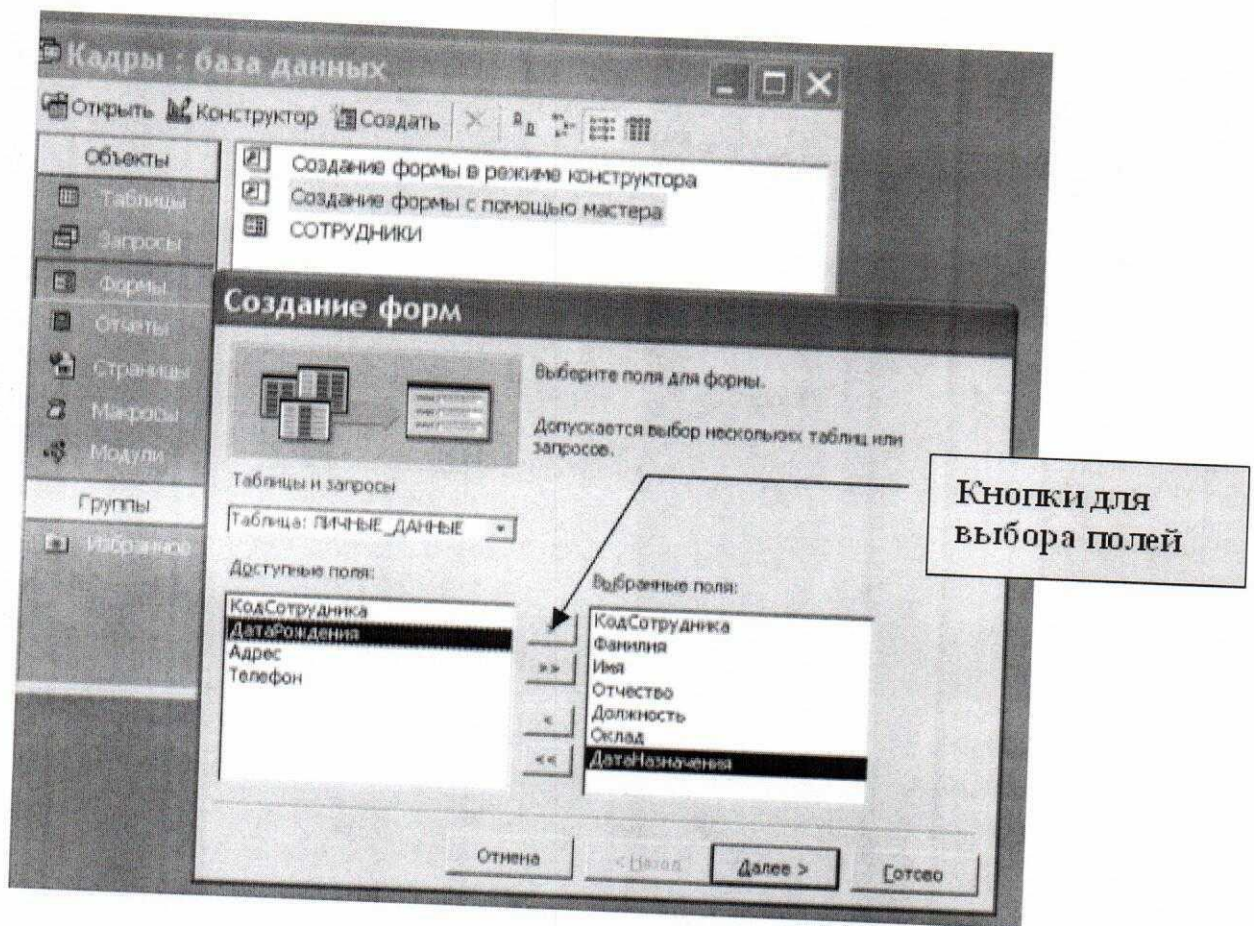 Кадры : база данных
Открыть Конструктор Создать
Объекты
Таблицы
Запросы
Формы
Отчеты
Страницы
Макросы
Модули
Группы
Избранное
Создание формы в режиме конструктора
Создание формы с помощью мастера
СОТРУДНИКИ
Создание форм
Выберите поля для формы.
Допускается выбор нескольких таблиц или
запросов.
Таблицы и запросы
Таблица: ЛИЧНЫЕ_ДАННЫЕ
Доступные поля:
КодСотрудника
ДатаРождения
Адрес
Телефон
>>
<
<<
Выбранные поля:
КодСотрудника
Фамилия
Имя
Отчество
Должность
Оклад
ДатаНазначения
Отмена
< Назад
Далее >
Готово
Кнопки для
выбора полей